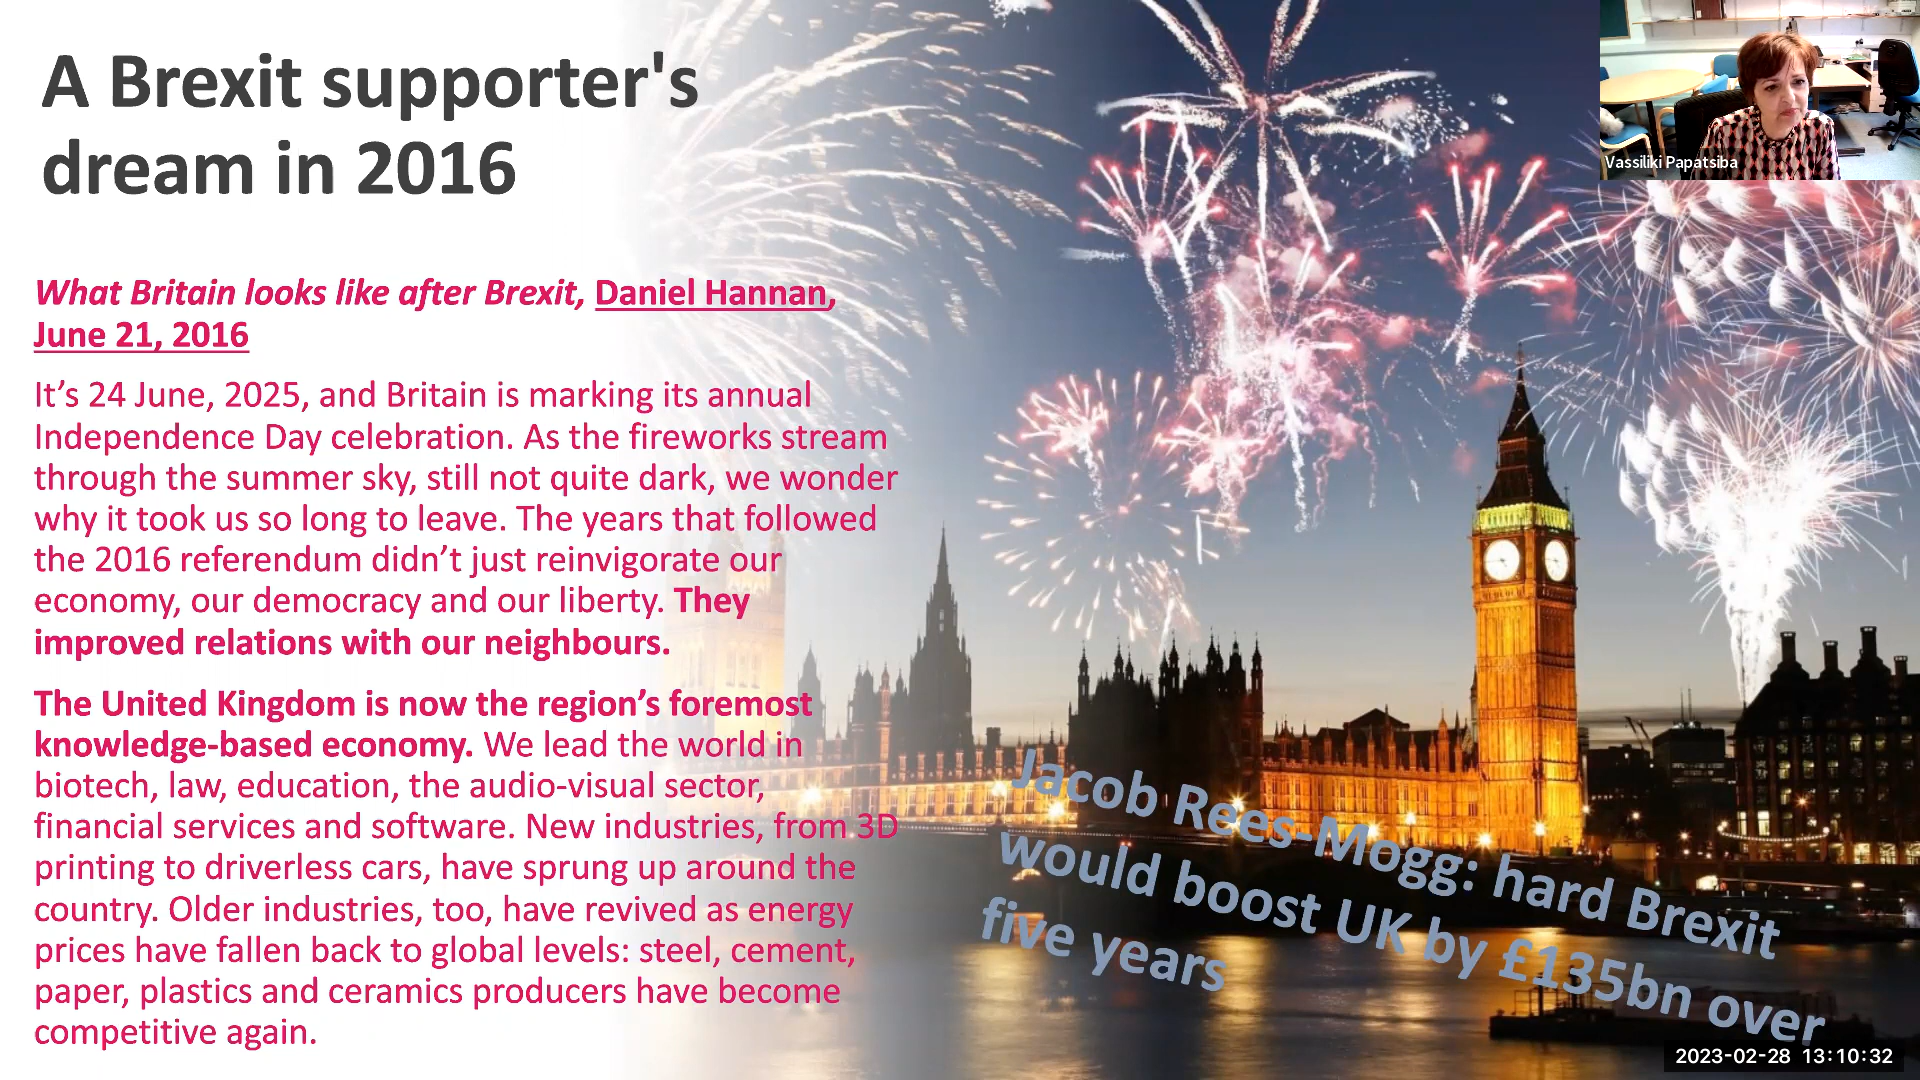 A Brexit supporter's
dream in 2016
What Britain looks like after Brexit, Daniel Hannan,
June 21, 2016
It’s 24 June, 2025, and Britain is marking its annual
Independence Day celebration. As the fireworks stream
through the summer sky, still not quite dark, we wonder
why it took us so long to leave. The years that followed
the 2016 referendum didn’t just reinvigorate our
economy, our democracy and our liberty. They
improved relations with our neighbours.
The United Kingdom is now the region’s foremost
knowledge-based economy. We lead the world in
biotech, law, education, the audio-visual sector,
financial services and software. New industries, from 3D
printing to driverless cars, have sprung up around the
country. Older industries, too, have revived as energy
prices have fallen back to global levels: steel, cement,
paper, plastics and ceramics producers have become
competitive again.
Jacob Rees-Mogg: hard Brexit
would boost UK by £135bn over
five years
Vassiliki Papatsiba
2023-02-28 13:10:32